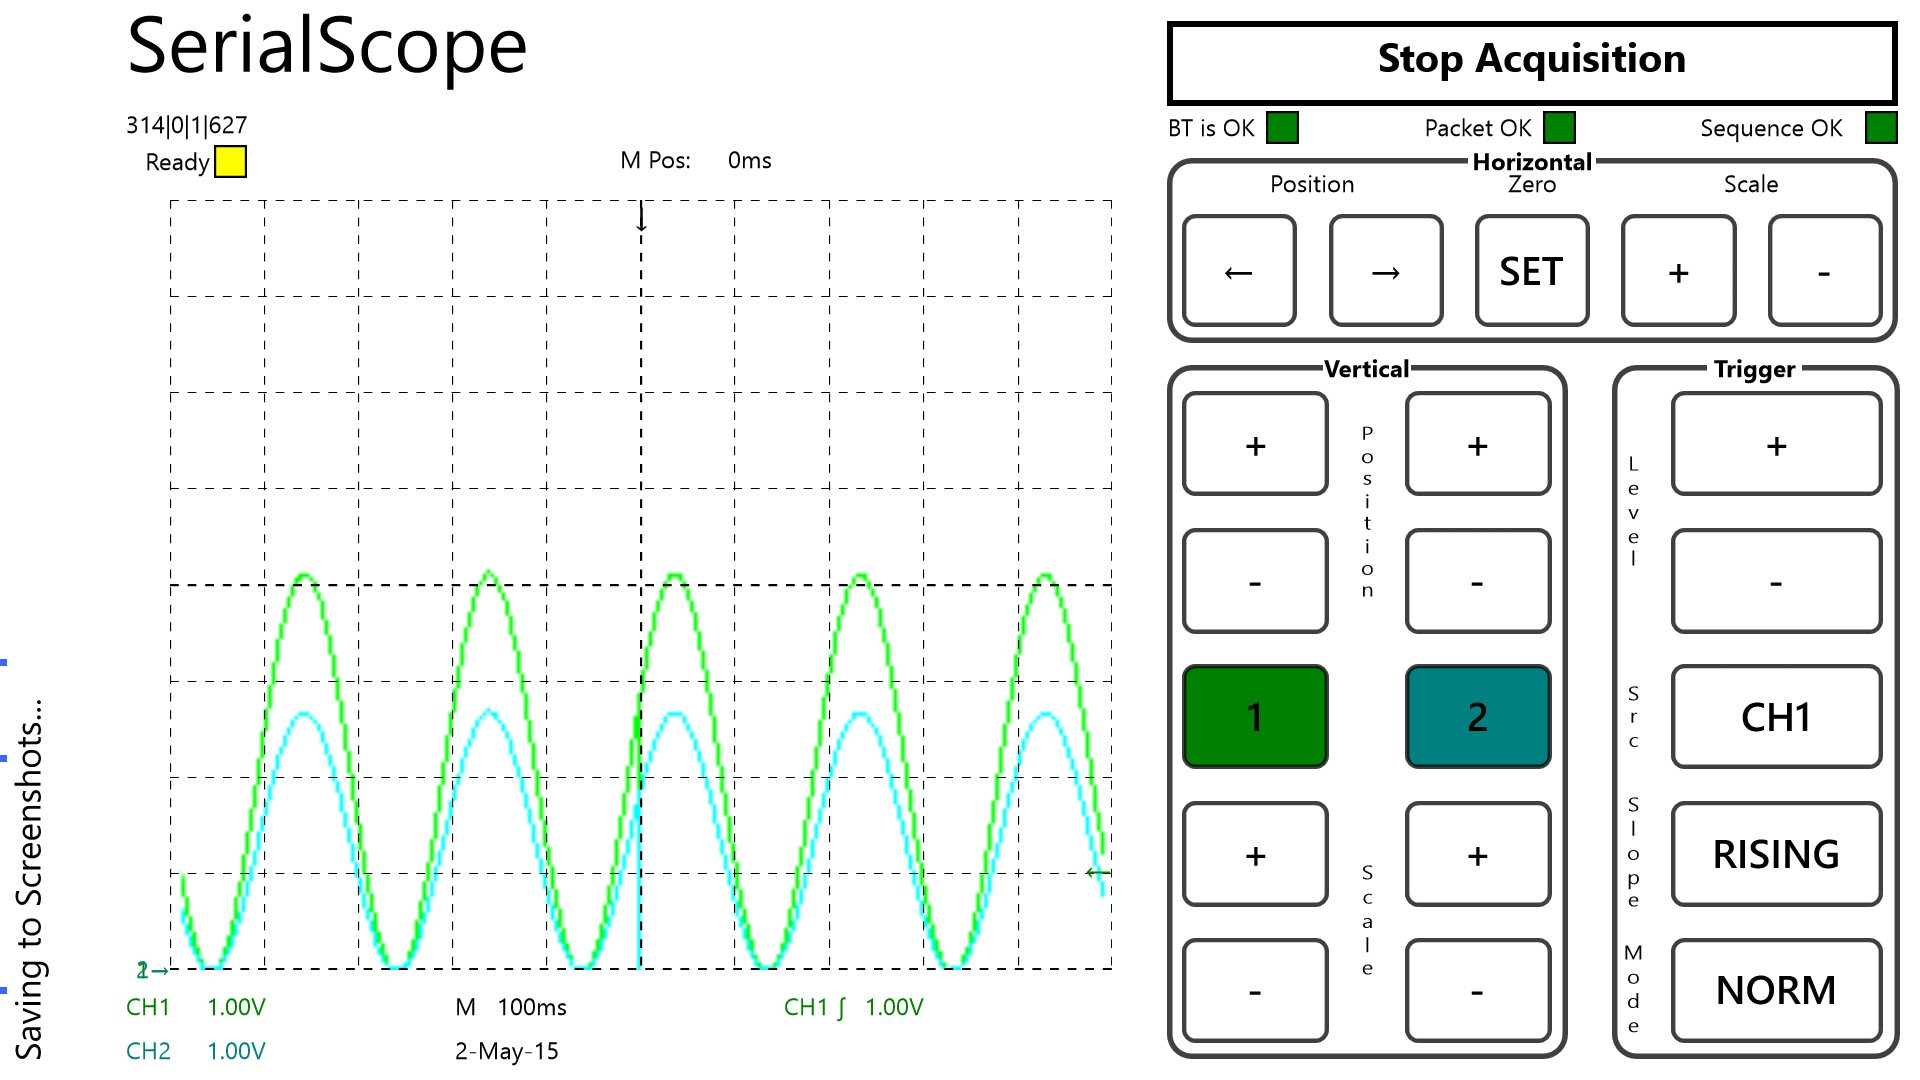 SerialScope
314|0|1|627
Ready
M Pos: 0ms
2→
CH1 1.00V
M 100ms
CH1 ∫ 1.00V
CH2 1.00V
2-May-15
Saving to Screenshots...
Stop Acquisition
BT is OK
Packet OK
Sequence OK
Horizontal
Position
Zero
Scale
←
→
SET
+
-
Vertical
+
Position
+
-
-
1
2
+
Scale
+
-
-
Trigger
Level
+
-
Src
CH1
Slope
RISING
Mode
NORM